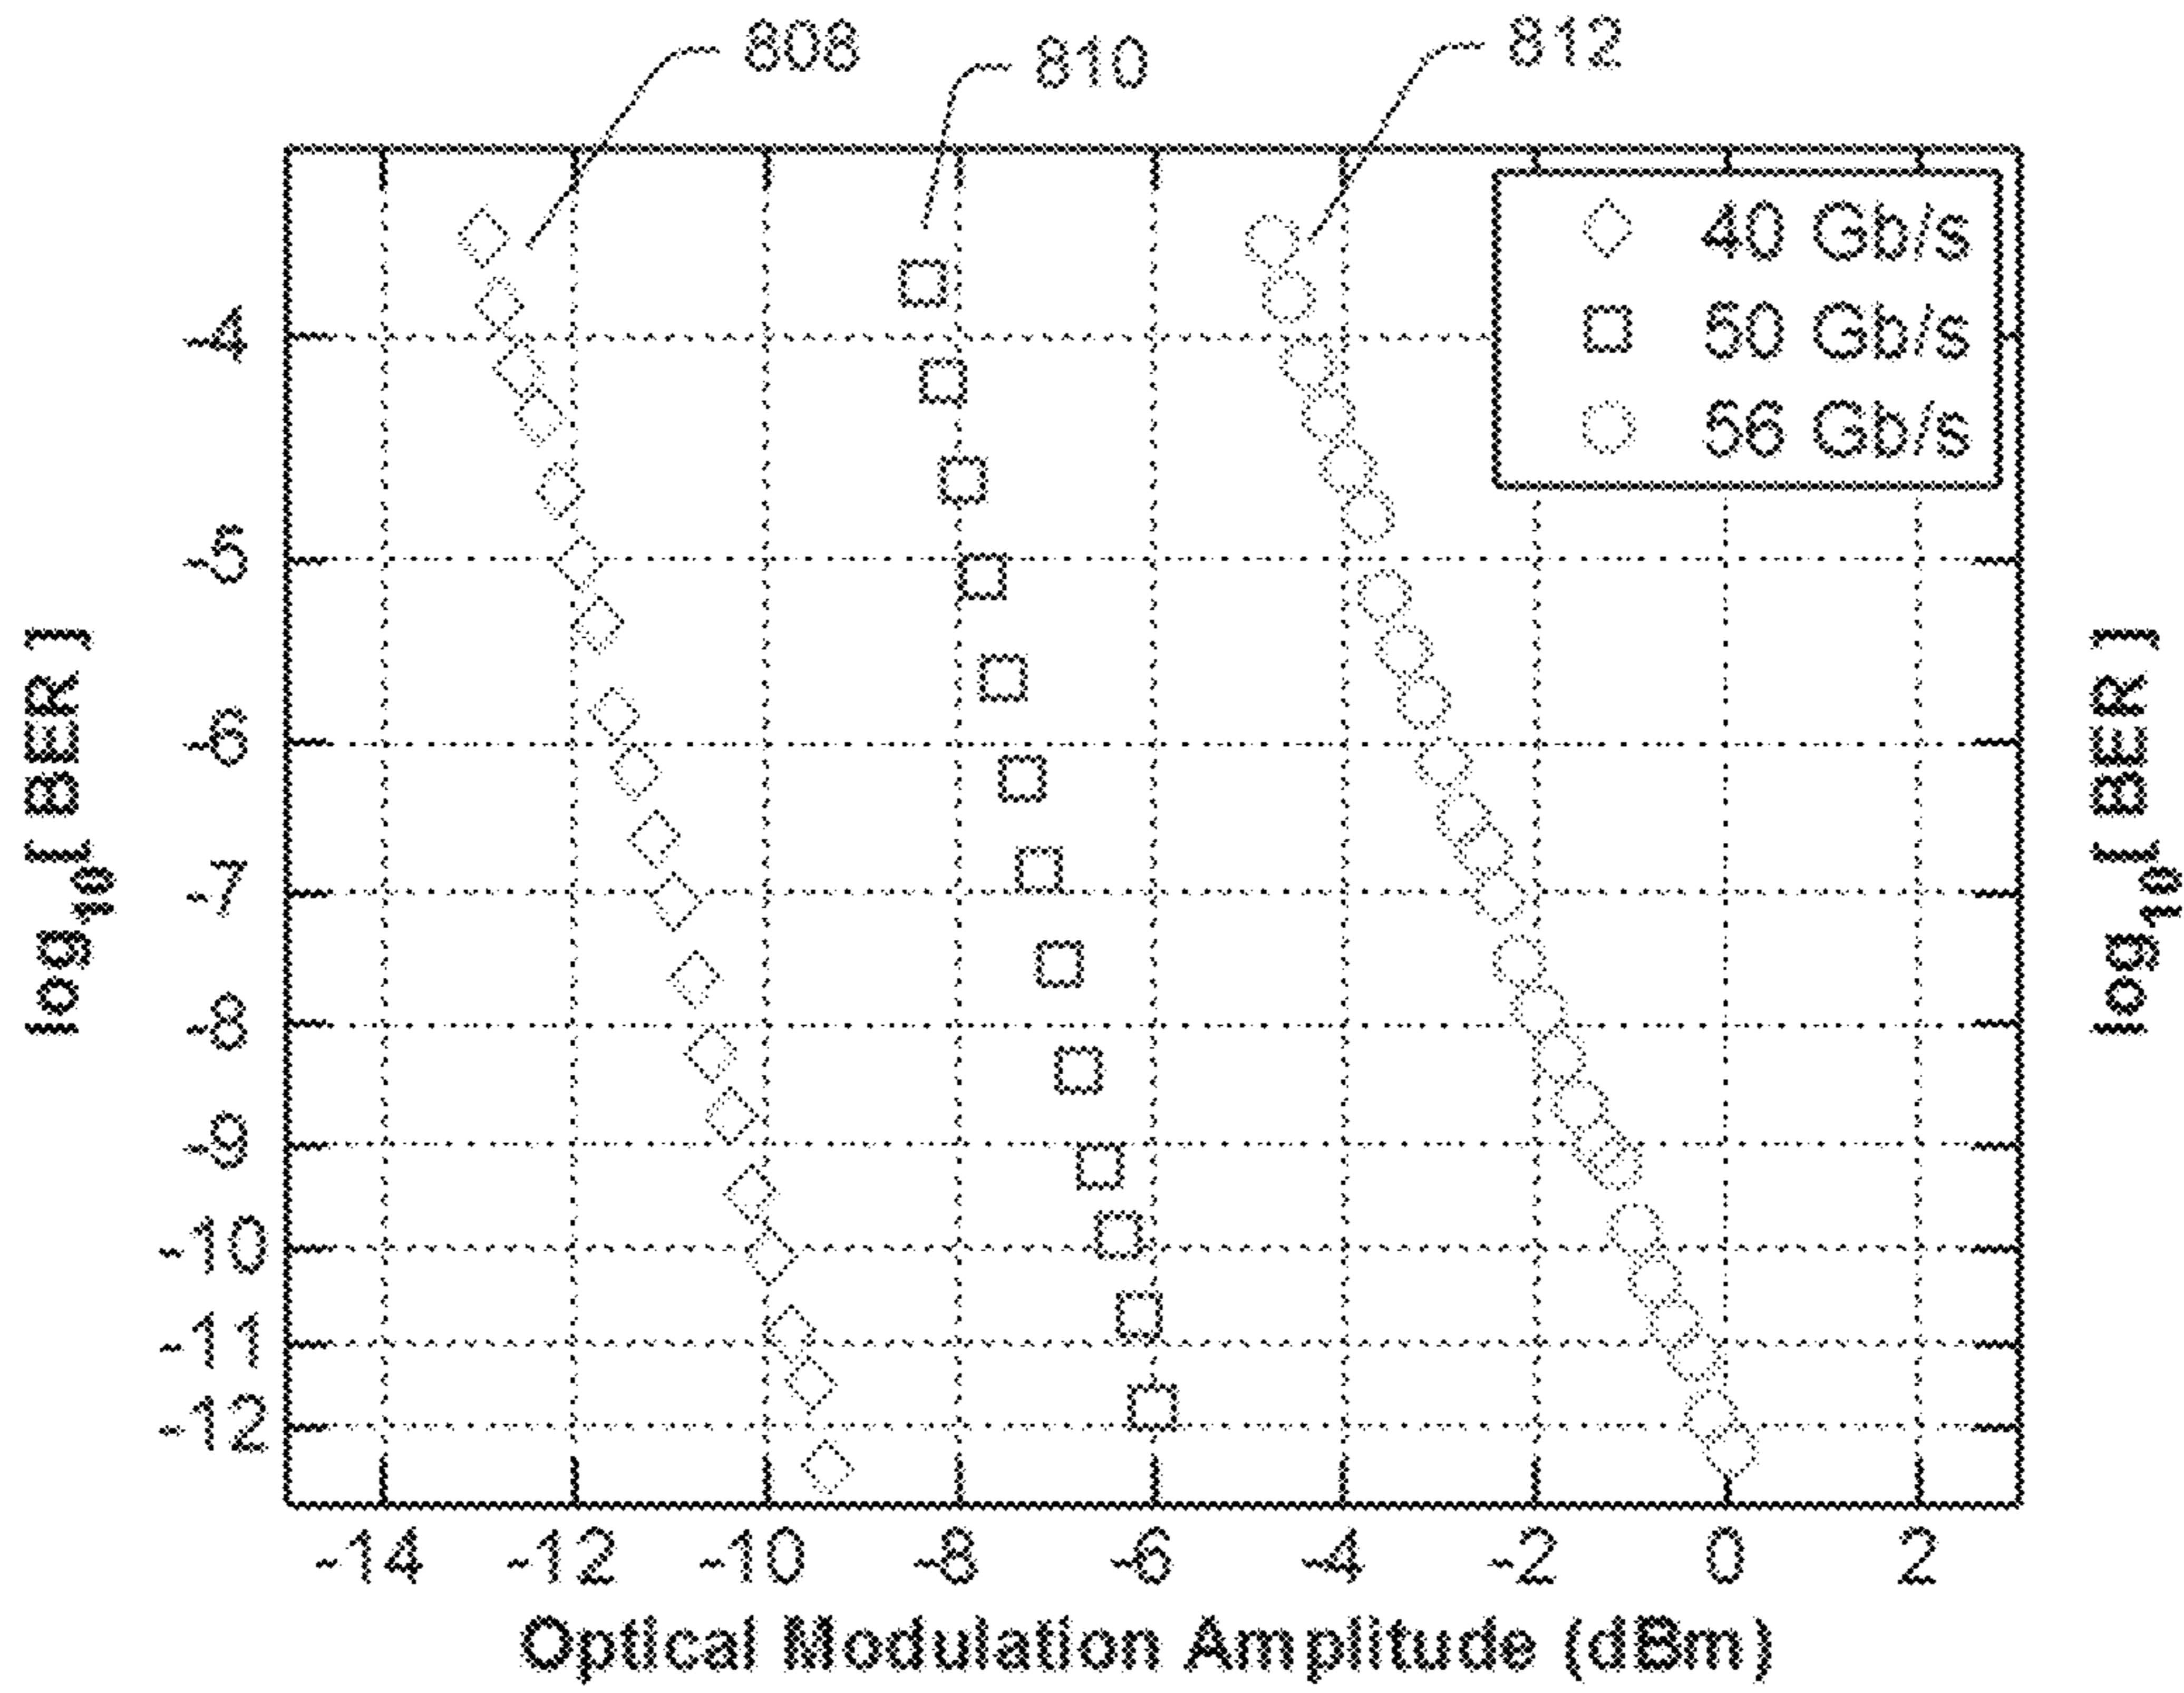 808
810
812
◇ 40 Gb/s
□ 50 Gb/s
○ 56 Gb/s
-4
-5
-6
-7
-8
-9
-10
-11
-12
log10 [ BER ]
log10 [ BER ]
-14 -12 -10 -8 -6 -4 -2 0 2
Optical Modulation Amplitude (dBm)